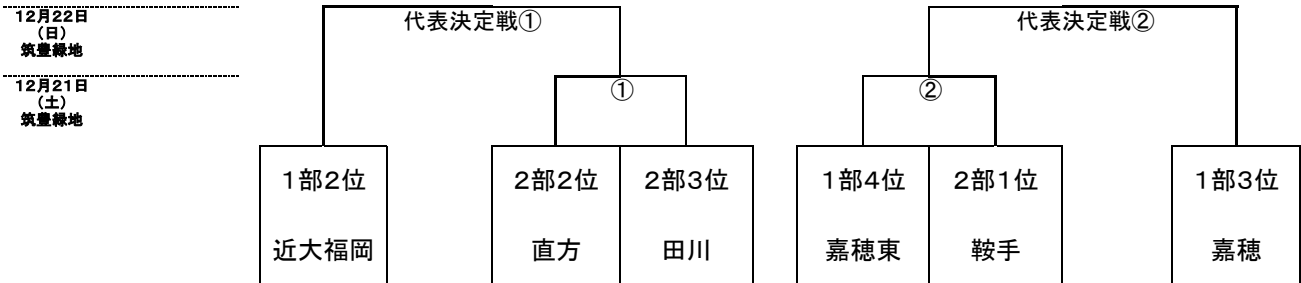 12月22日
（日）
筑豊緑地
代表決定戦①
代表決定戦②
12月21日
（土）
筑豊緑地
①
②
1部2位
2部2位
2部3位
1部4位
2部1位
1部3位
近大福岡
直方
田川
嘉穂東
鞍手
嘉穂